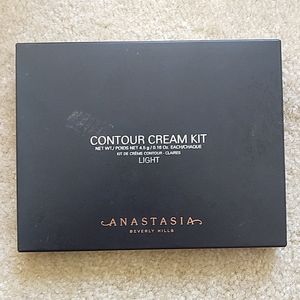 CONTOUR CREAM KIT
NET WT./ POIDS NET 4.5 g / 0.16 Oz. EACH/CHAQUE
KIT DE CRÈME CONTOUR - CLAIRES
LIGHT
ANASTASIA
BEVERLY HILLS